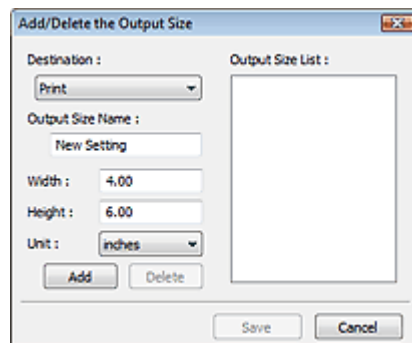 Add/Delete the Output Size
Destination :
Output Size List :
Print
Output Size Name :
New Setting
Width :
4.00
Height :
6.00
Unit :
inches
Add
Delete
Save
Cancel